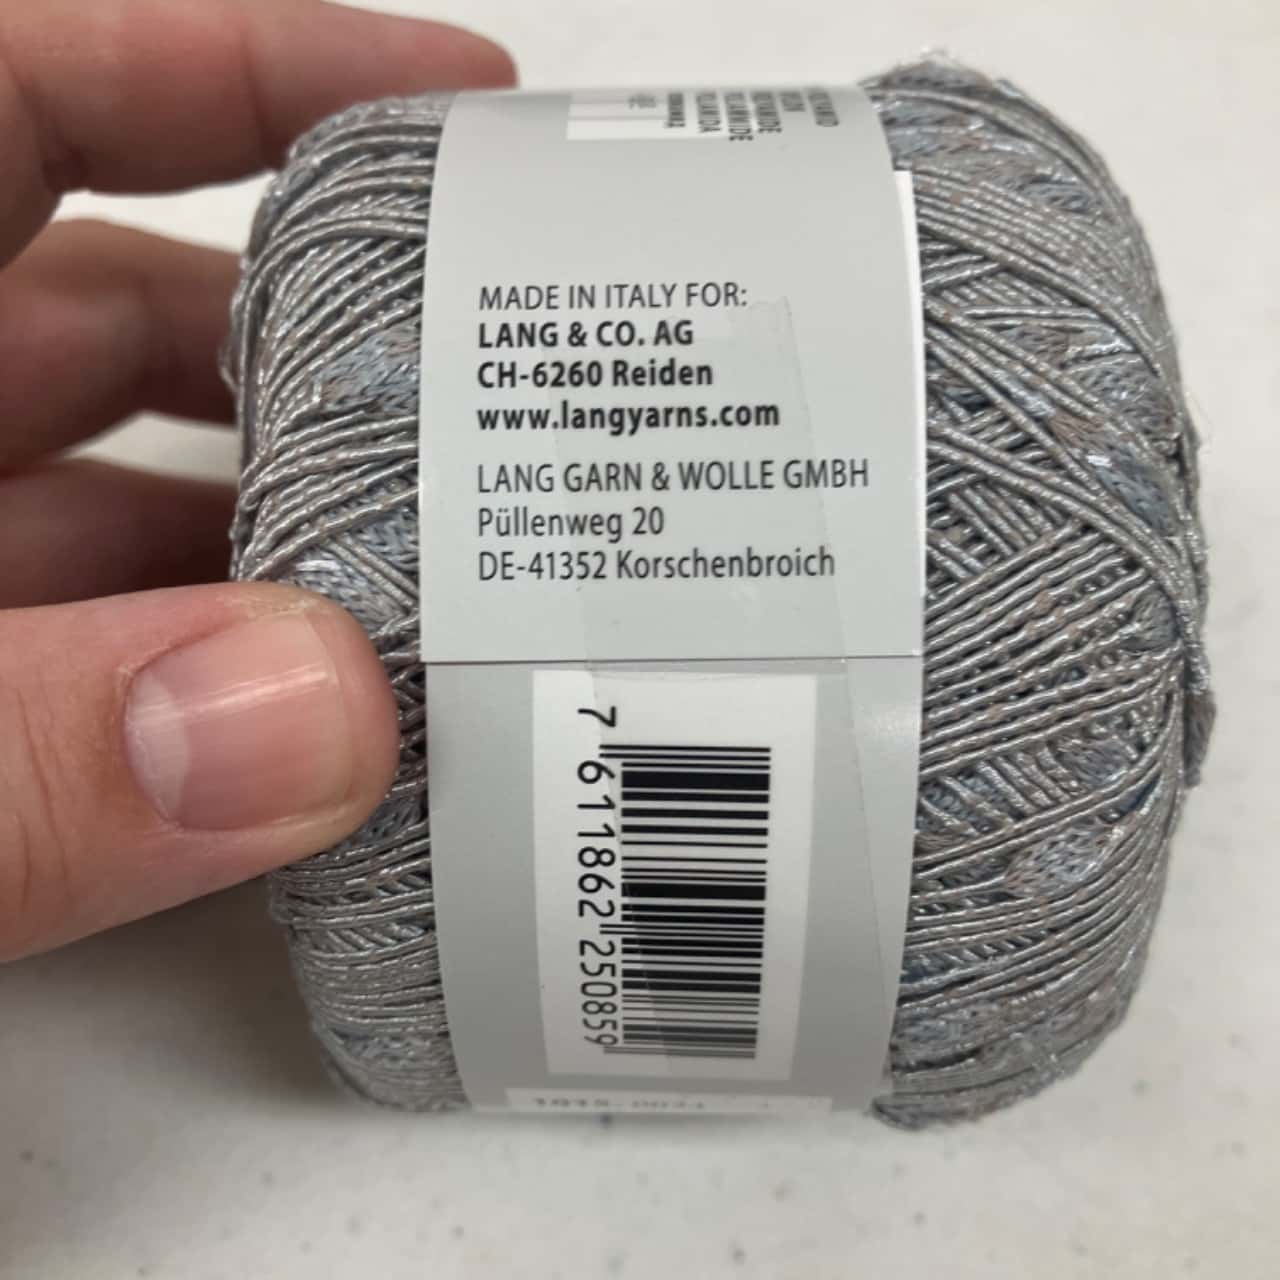 MADE IN ITALY FOR:
LANG & CO. AG
CH-6260 Reiden
www.langyarns.com
LANG GARN & WOLLE GMBH
Püllenweg 20
DE-41352 Korschenbroich
7 611862 250859